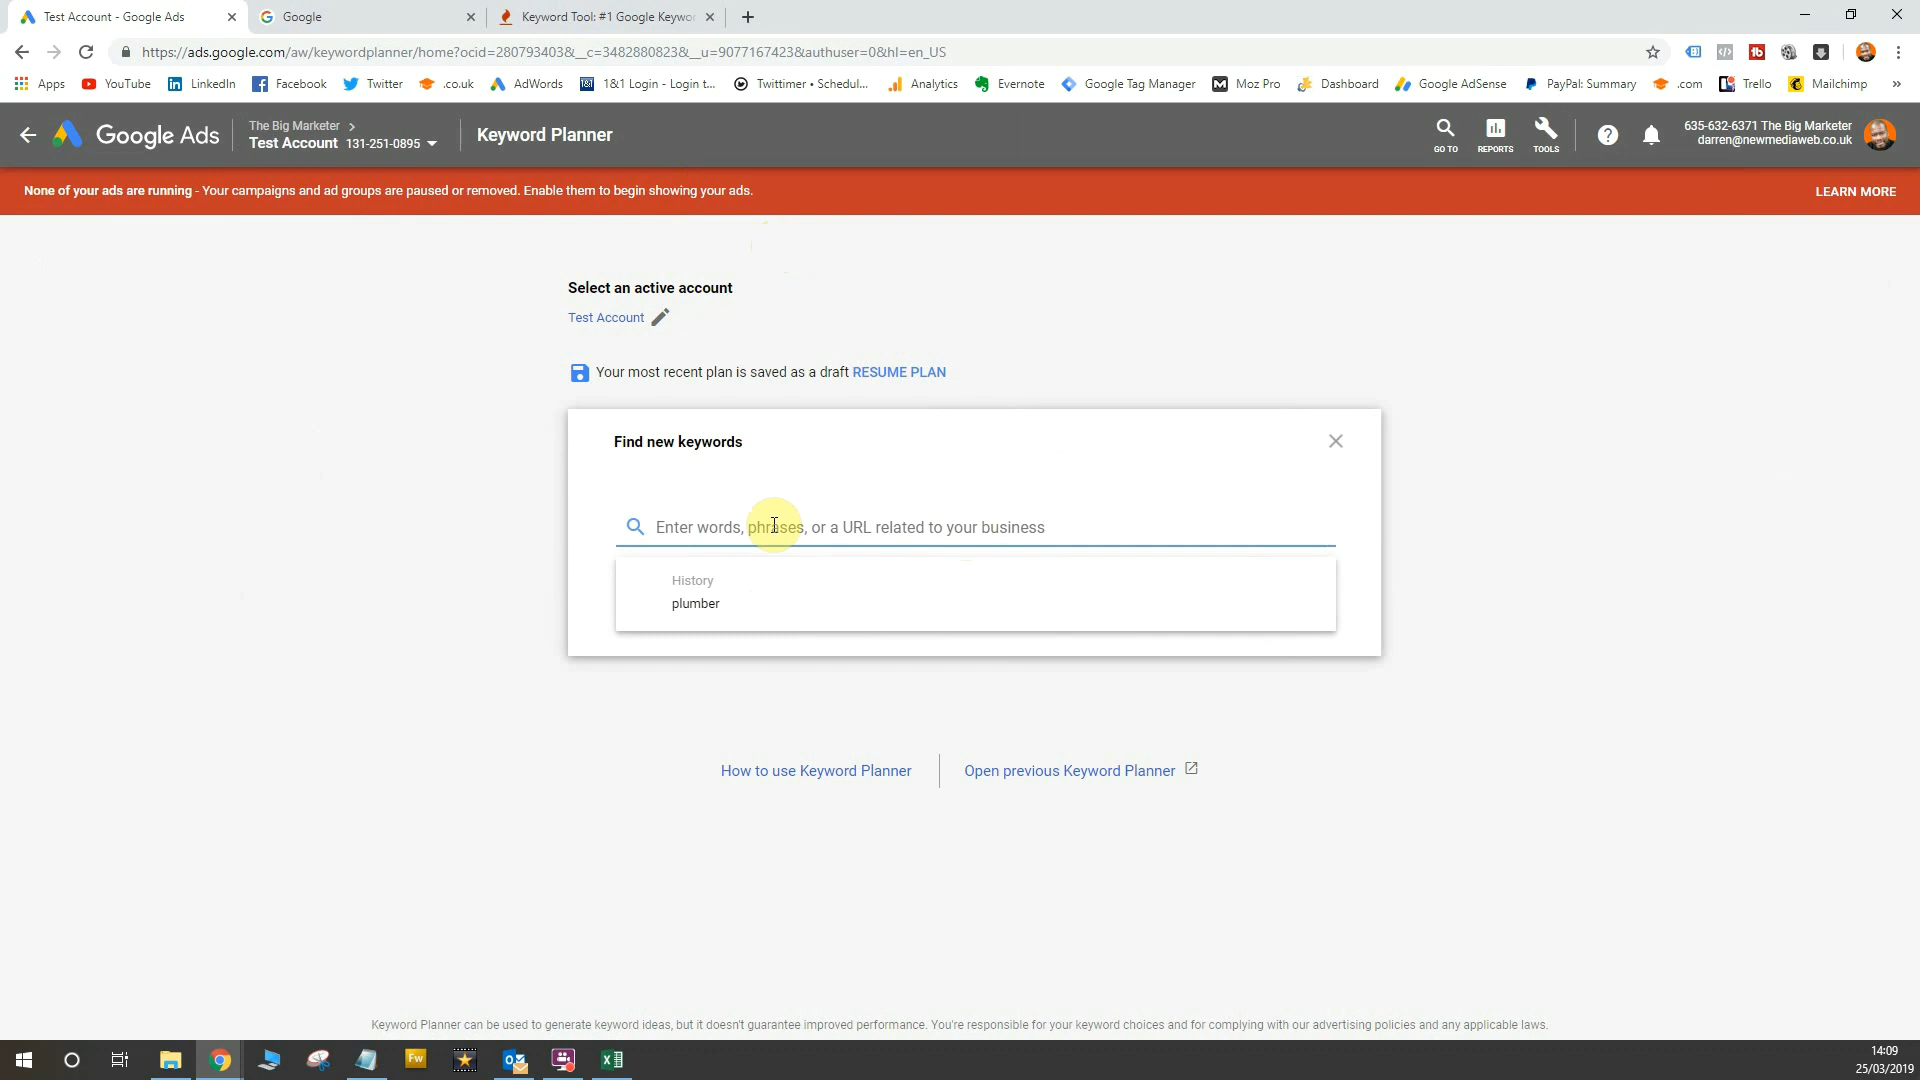 Test Account - Google Ads
Google
Keyword Tool: #1 Google Keywor
https://ads.google.com/aw/keywordplanner/home?ocid=280793403&__c=3482880823&__u=9077167423&authuser=0&hl=en_US
Apps
YouTube
LinkedIn
Facebook
Twitter
.co.uk
AdWords
1&1 Login - Login t...
Twittimer • Schedul...
Analytics
Evernote
Google Tag Manager
Moz Pro
Dashboard
Google AdSense
PayPal: Summary
.com
Trello
Mailchimp
»
Google Ads
The Big Marketer >
Test Account 131-251-0895
Keyword Planner
GO TO
REPORTS
TOOLS
635-632-6371 The Big Marketer
darren@newmediaweb.co.uk
None of your ads are running - Your campaigns and ad groups are paused or removed. Enable them to begin showing your ads.
LEARN MORE
Select an active account
Test Account
Your most recent plan is saved as a draft RESUME PLAN
Find new keywords
Enter words, phrases, or a URL related to your business
History
plumber
How to use Keyword Planner
Open previous Keyword Planner
Keyword Planner can be used to generate keyword ideas, but it doesn't guarantee improved performance. You're responsible for your keyword choices and for complying with our advertising policies and any applicable laws.
Fw
14:09
25/03/2019